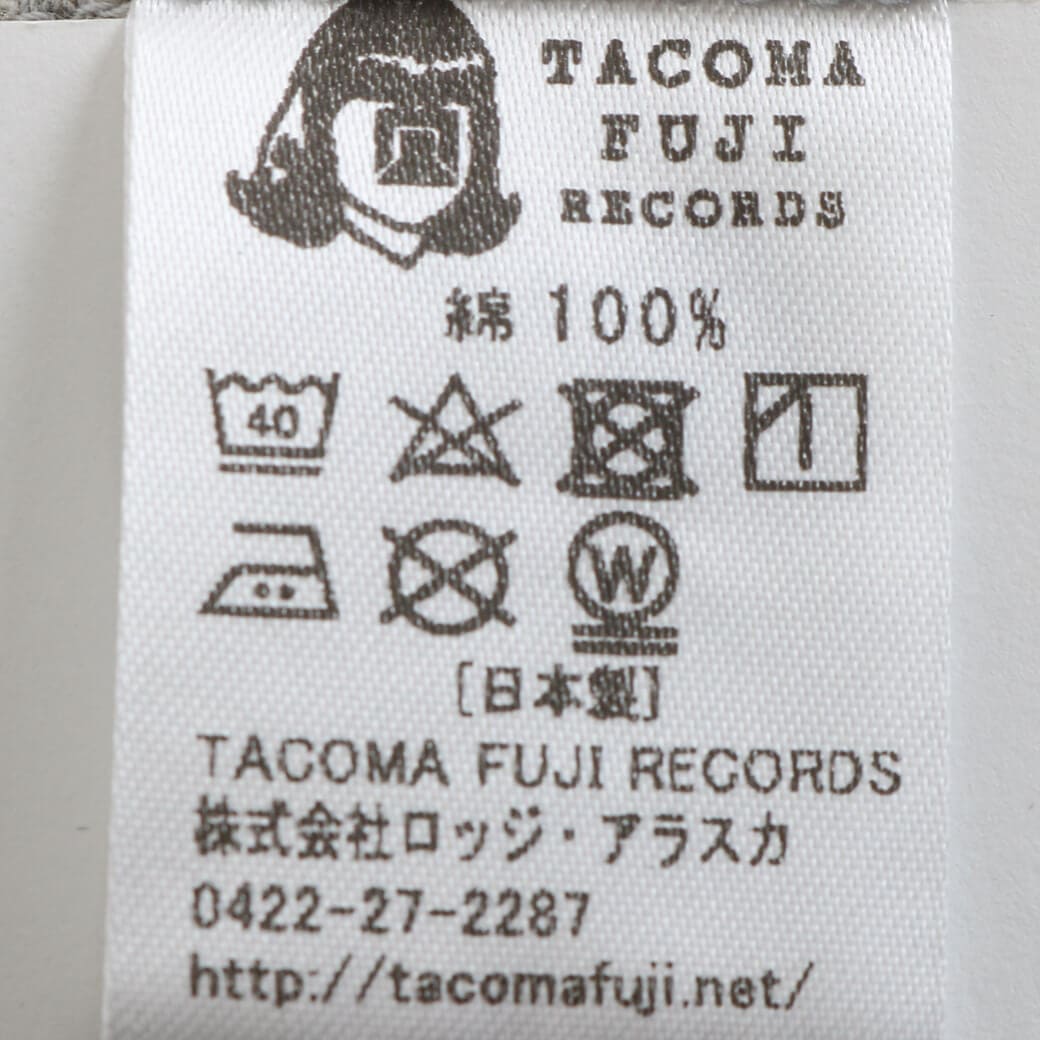 TACOMA
FUJI
RECORDS
綿 100%
40
W
[日本製]
TACOMA FUJI RECORDS
株式会社ロッジ・アラスカ
0422-27-2287
http://tacomafuji.net/